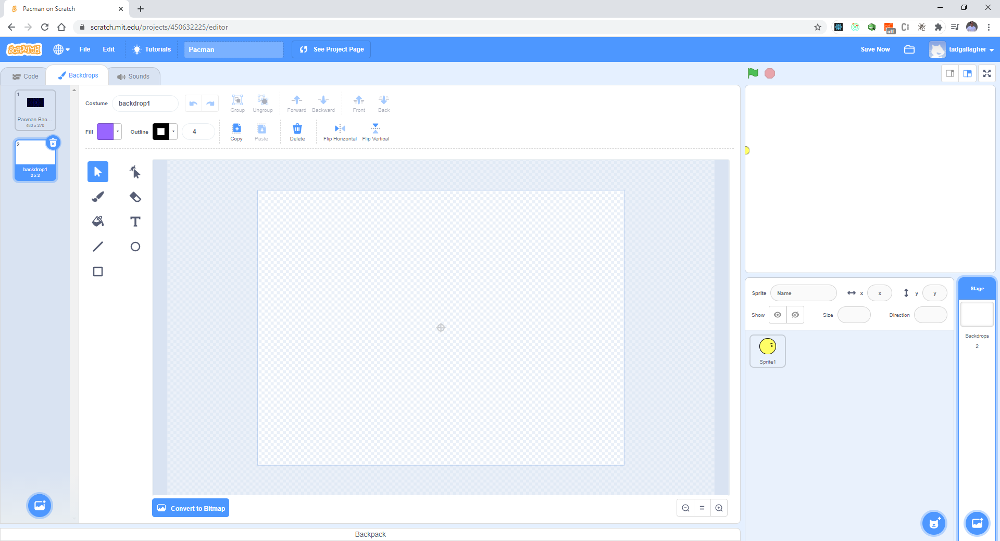 Pacman on Scratch
scratch.mit.edu/projects/450632225/editor
off
SCRATCH
File
Edit
Tutorials
Pacman
See Project Page
Save Now
tadgallagher
Code
Backdrops
Sounds
1
Pacman Bac...
480 x 270
2
backdrop1
2 x 2
Costume
backdrop1
Group
Ungroup
Forward
Backward
Front
Back
Fill
Outline
4
Copy
Paste
Delete
Flip Horizontal
Flip Vertical
T
Convert to Bitmap
=
Backpack
Sprite
Name
x
x
y
y
Show
Size
Direction
Sprite1
Stage
Backdrops
2